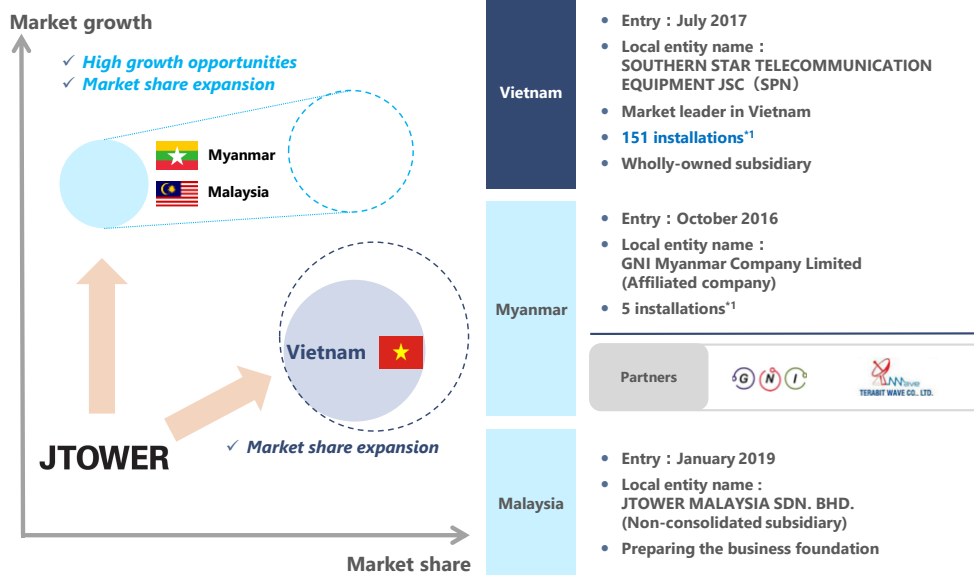 Market growth
✓ High growth opportunities
✓ Market share expansion
Myanmar
Malaysia
Vietnam
✓ Market share expansion
JTOWER
Market share
Vietnam
• Entry：July 2017
• Local entity name：
SOUTHERN STAR TELECOMMUNICATION
EQUIPMENT JSC（SPN）
• Market leader in Vietnam
• 151 installations*1
• Wholly-owned subsidiary
Myanmar
• Entry：October 2016
• Local entity name：
GNI Myanmar Company Limited
(Affiliated company)
• 5 installations*1
Partners
G N I
Wave
TERABIT WAVE CO., LTD.
Malaysia
• Entry：January 2019
• Local entity name :
JTOWER MALAYSIA SDN. BHD.
(Non-consolidated subsidiary)
• Preparing the business foundation